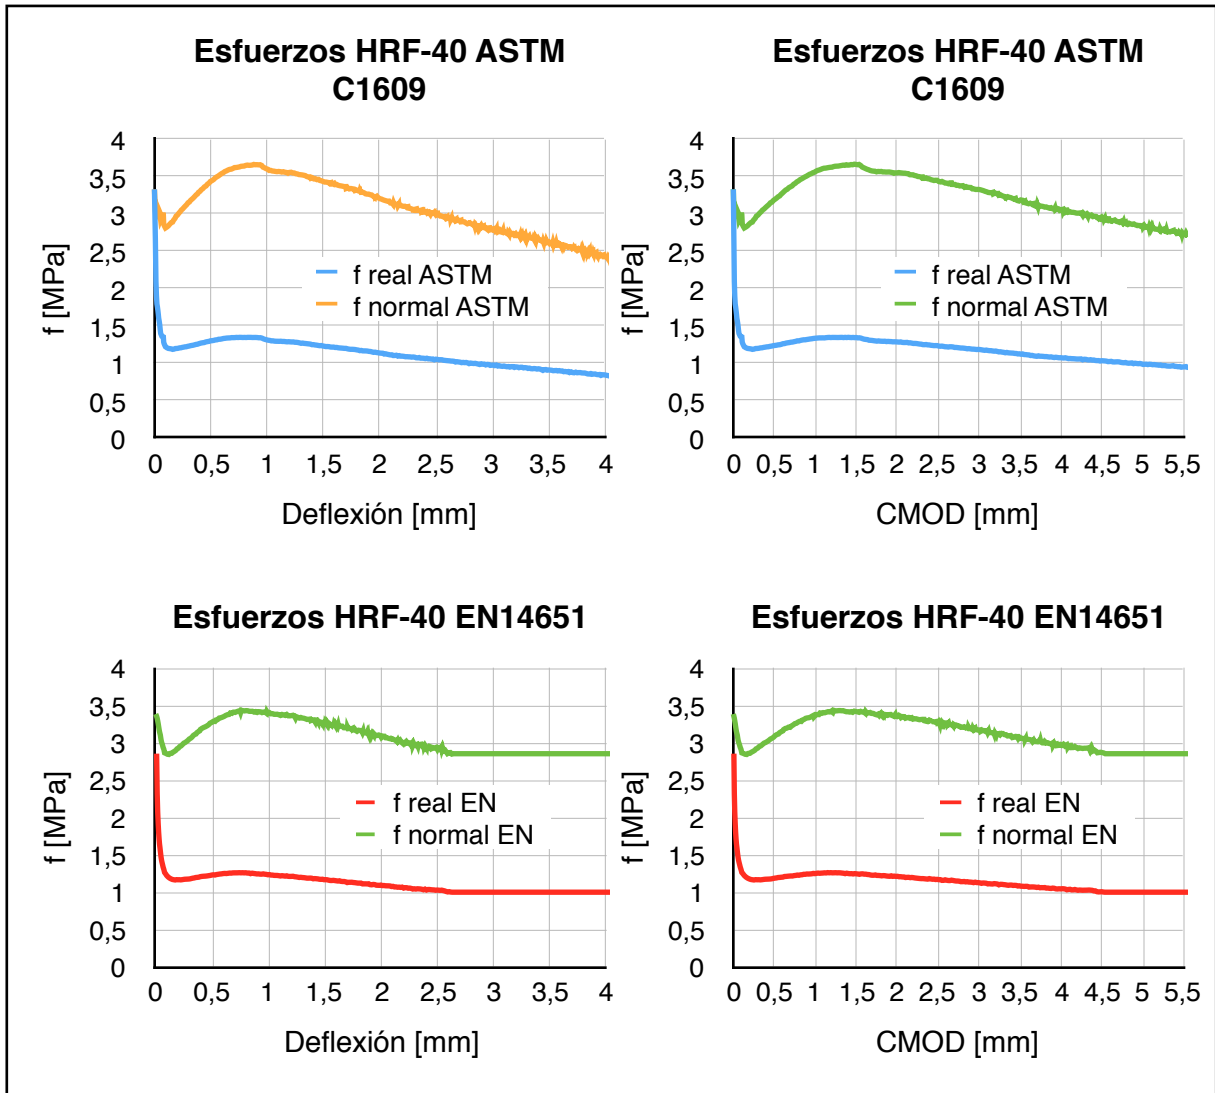 Esfuerzos HRF-40 ASTM
C1609
f [MPa]
4
3,5
3
2,5
2
1,5
1
0,5
0
f real ASTM
f normal ASTM
0 0,5 1 1,5 2 2,5 3 3,5 4
Deflexión [mm]
Esfuerzos HRF-40 ASTM
C1609
f [MPa]
4
3,5
3
2,5
2
1,5
1
0,5
0
f real ASTM
f normal ASTM
0 0,5 1 1,5 2 2,5 3 3,5 4 4,5 5 5,5
CMOD [mm]
Esfuerzos HRF-40 EN14651
f [MPa]
4
3,5
3
2,5
2
1,5
1
0,5
0
f real EN
f normal EN
0 0,5 1 1,5 2 2,5 3 3,5 4
Deflexión [mm]
Esfuerzos HRF-40 EN14651
f [MPa]
4
3,5
3
2,5
2
1,5
1
0,5
0
f real EN
f normal EN
0 0,5 1 1,5 2 2,5 3 3,5 4 4,5 5 5,5
CMOD [mm]